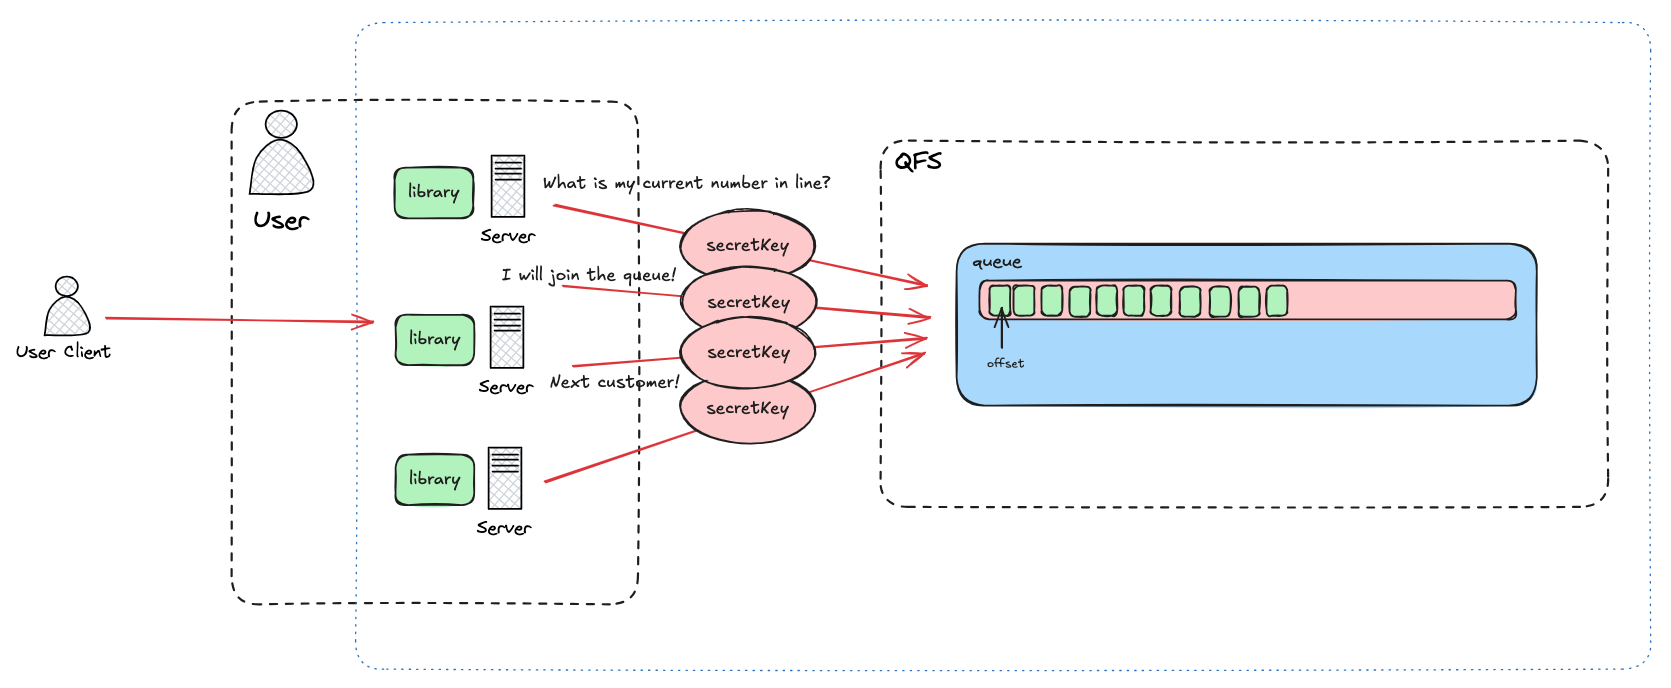 User
User Client
library
Server
library
Server
library
Server
What is my current number in line?
I will join the queue!
Next customer!
secretKey
secretKey
secretKey
secretKey
QFS
queue
offset